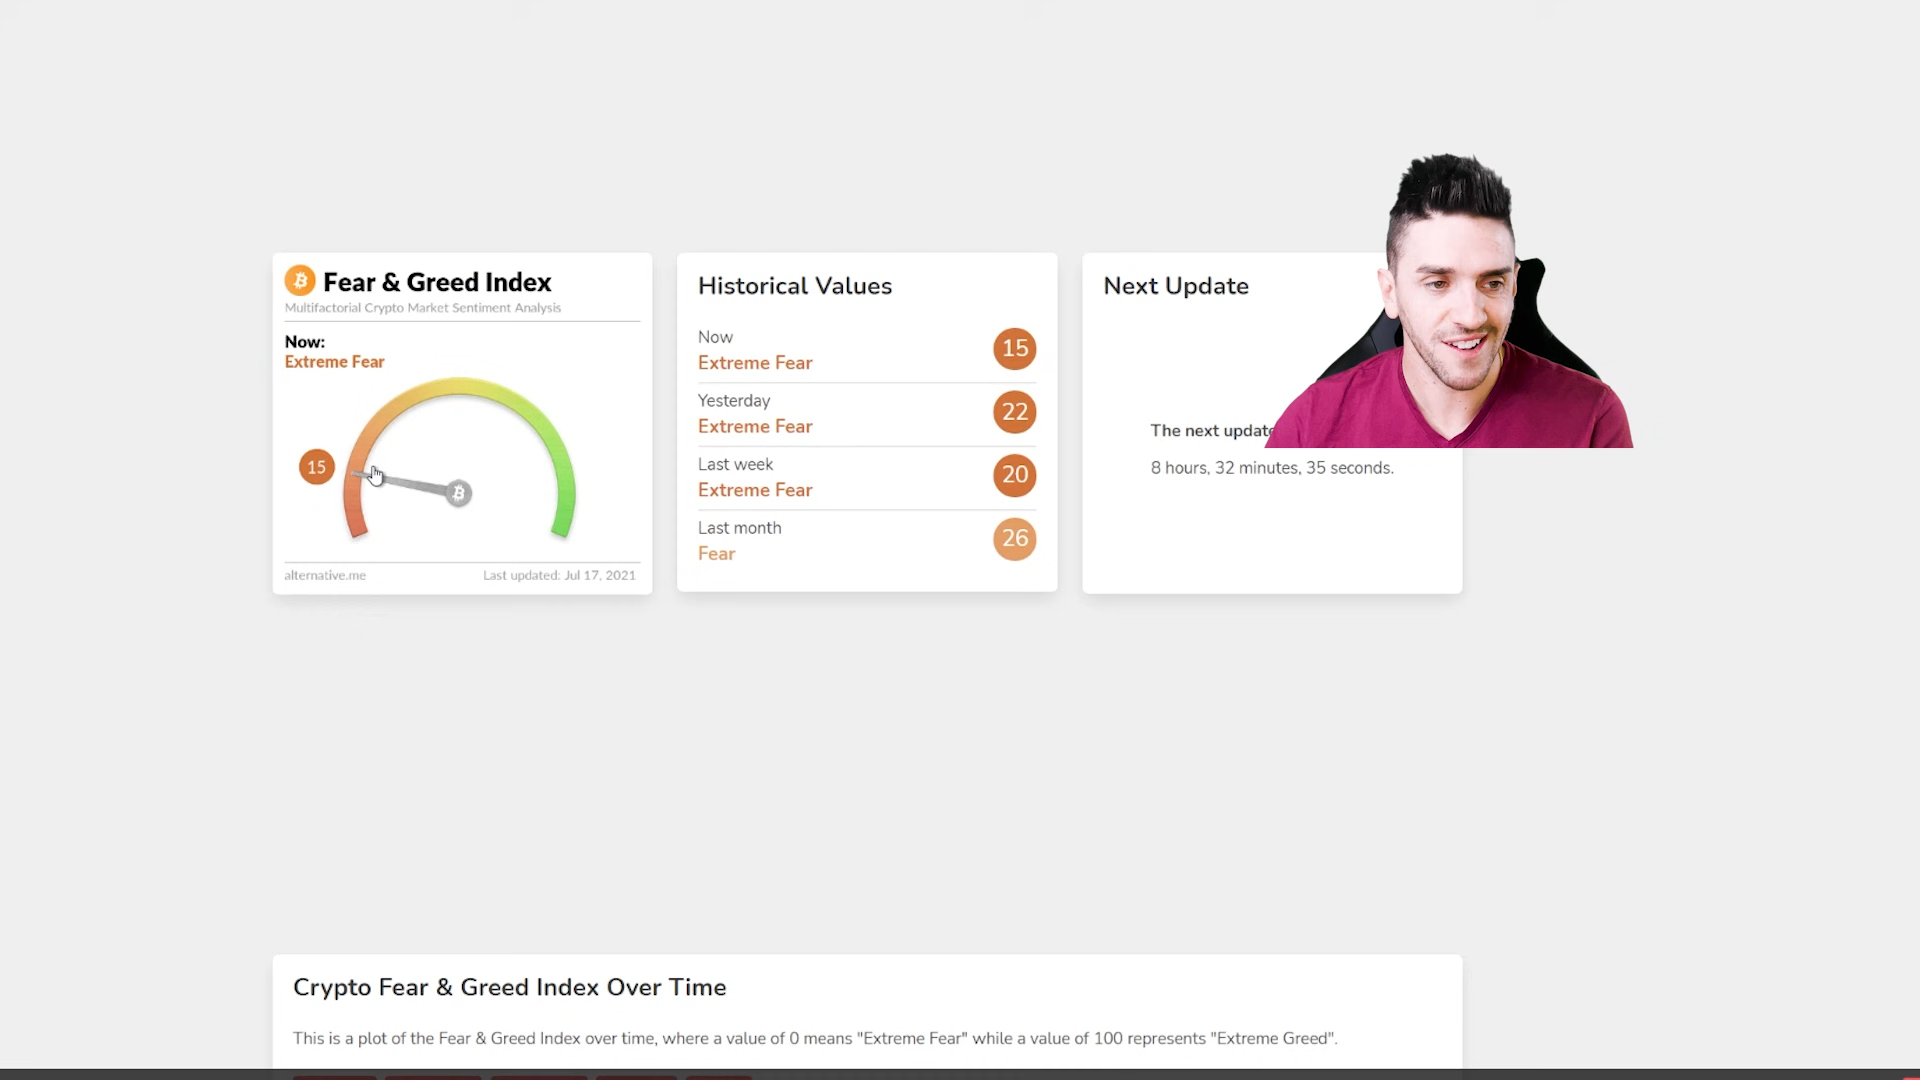 Fear & Greed Index
Multifactorial Crypto Market Sentiment Analysis
Now:
Extreme Fear
15
alternative.me
Last updated: Jul 17, 2021
Historical Values
Now
Extreme Fear
15
Yesterday
Extreme Fear
22
Last week
Extreme Fear
20
Last month
Fear
26
Next Update
The next update
8 hours, 32 minutes, 35 seconds.
Crypto Fear & Greed Index Over Time
This is a plot of the Fear & Greed Index over time, where a value of 0 means "Extreme Fear" while a value of 100 represents "Extreme Greed".